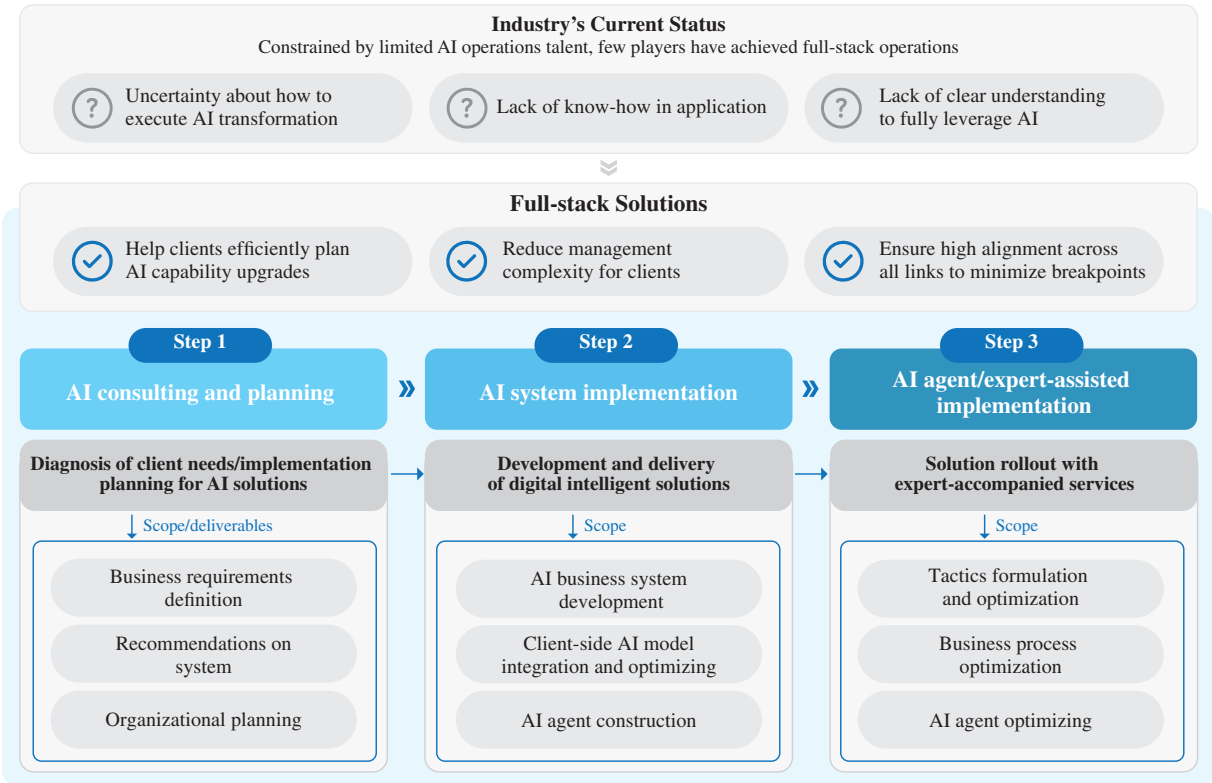 Industry’s Current Status
Constrained by limited AI operations talent, few players have achieved full-stack operations
Uncertainty about how to
execute AI transformation
Lack of know-how in application
Lack of clear understanding
to fully leverage AI
Full-stack Solutions
Help clients efficiently plan
AI capability upgrades
Reduce management
complexity for clients
Ensure high alignment across
all links to minimize breakpoints
Step 1
AI consulting and planning
Diagnosis of client needs/implementation
planning for AI solutions
Scope/deliverables
Business requirements
definition
Recommendations on
system
Organizational planning
Step 2
AI system implementation
Development and delivery
of digital intelligent solutions
Scope
AI business system
development
Client-side AI model
integration and optimizing
AI agent construction
Step 3
AI agent/expert-assisted
implementation
Solution rollout with
expert-accompanied services
Scope
Tactics formulation
and optimization
Business process
optimization
AI agent optimizing